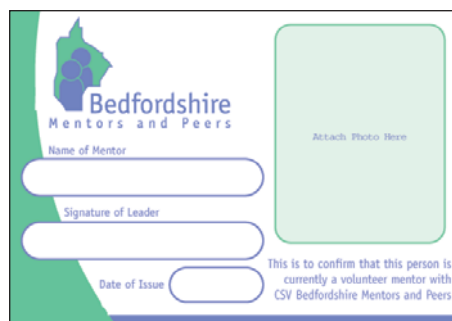 Bedfordshire
Mentors and Peers
Attach Photo Here
Name of Mentor
Signature of Leader
Date of Issue
This is to confirm that this person is
currently a volunteer mentor with
CSV Bedfordshire Mentors and Peers